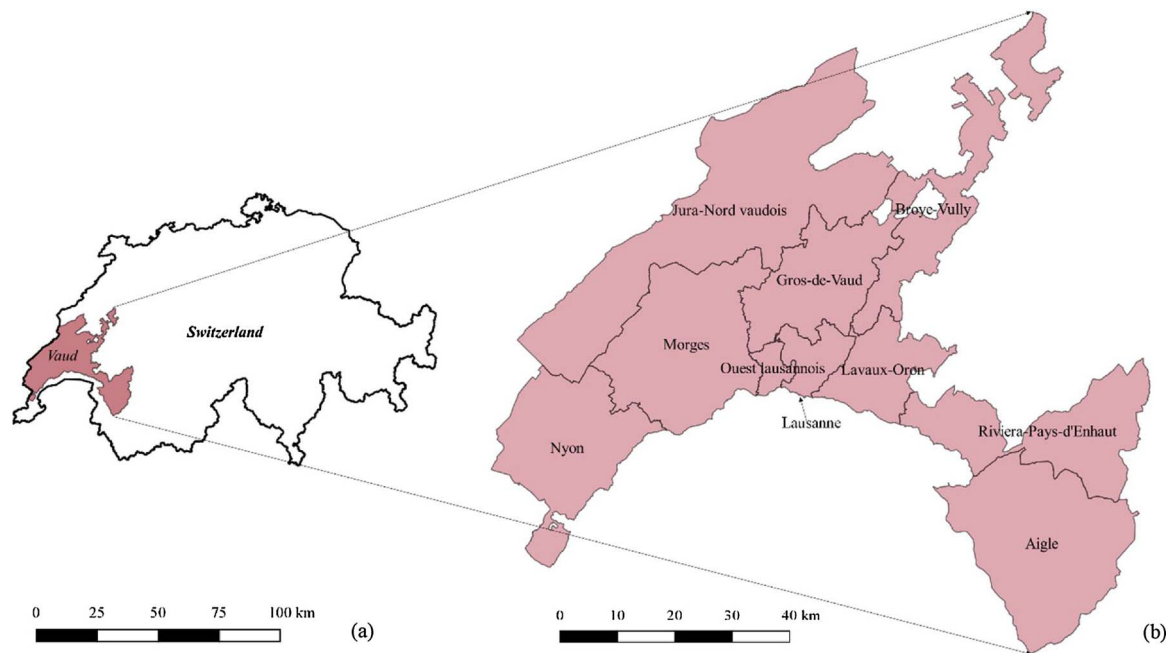 Switzerland
Vaud
0 25 50 75 100 km
(a)
Jura-Nord vaudois
Broye-Vully
Gros-de-Vaud
Morges
Ouest lausannois
Lavaux-Oron
Lausanne
Riviera-Pays-d'Enhaut
Nyon
Aigle
0 10 20 30 40 km
(b)